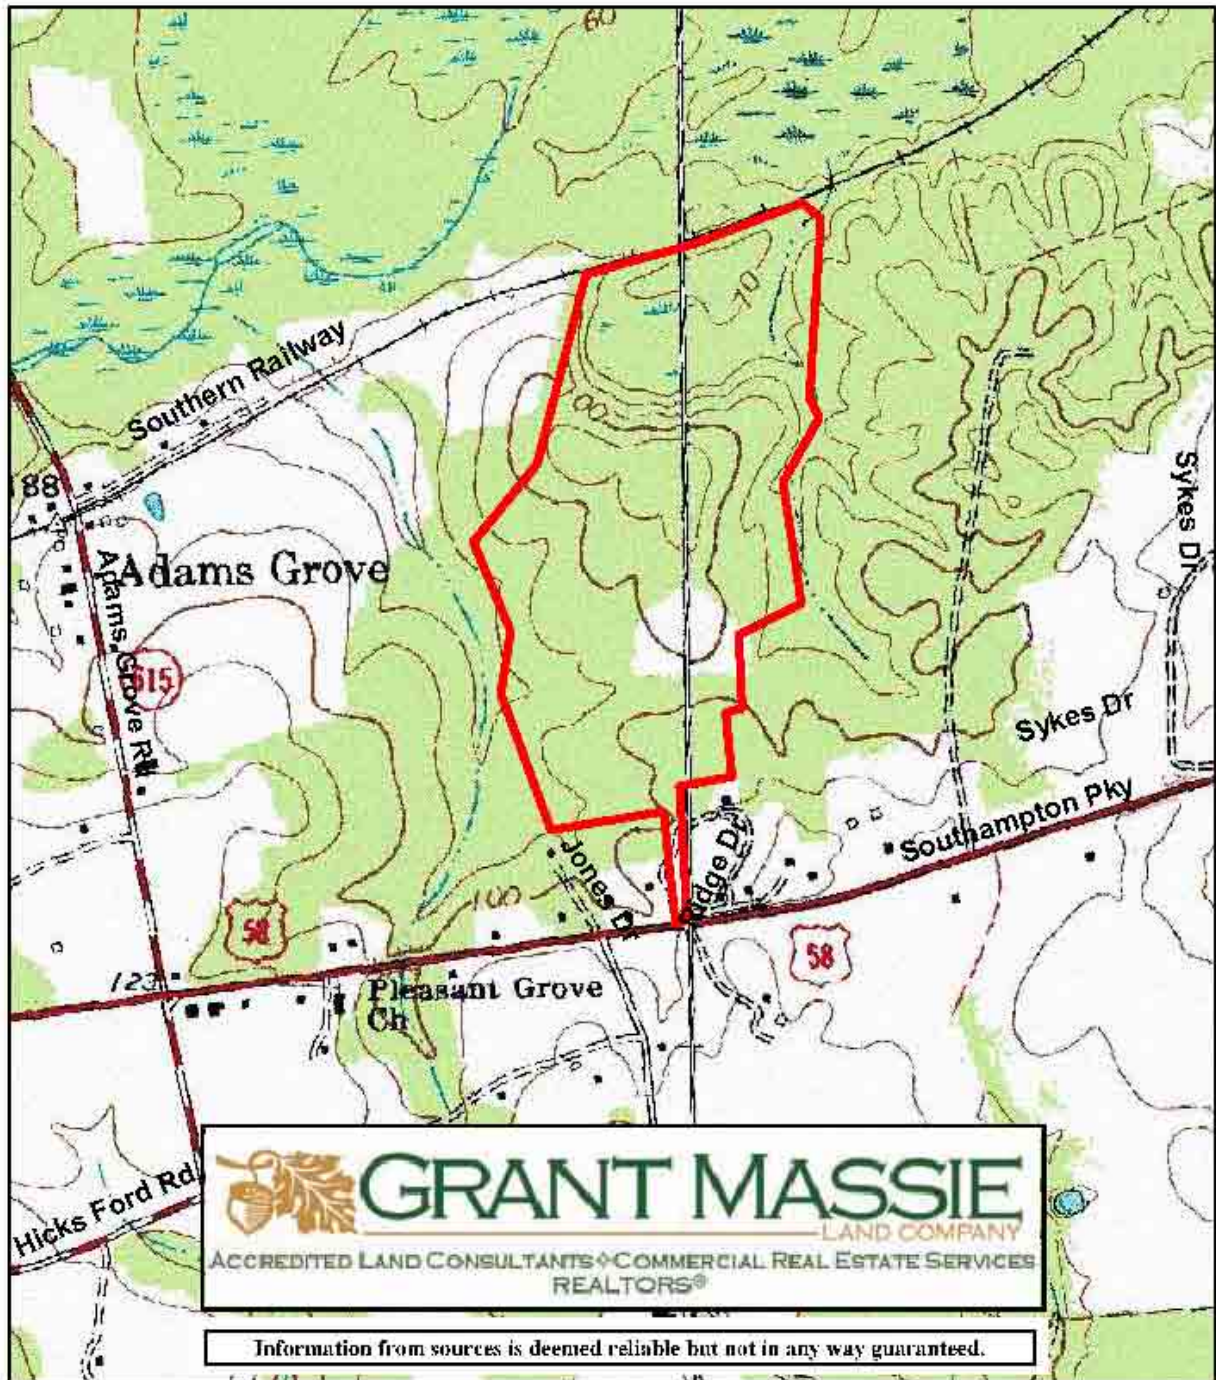 60
70
Southern Railway
188
100
Adams Grove
Adams Grove Rd
615
Sykes Dr
Sykes Dr
Southampton Pky
Jones Dr
100
58
58
123
Pleasant Grove
Ch
Hicks Ford Rd
GRANT MASSIE
LAND COMPANY
ACCREDITED LAND CONSULTANTS◊COMMERCIAL REAL ESTATE SERVICES
REALTORS®
Information from sources is deemed reliable but not in any way guaranteed.